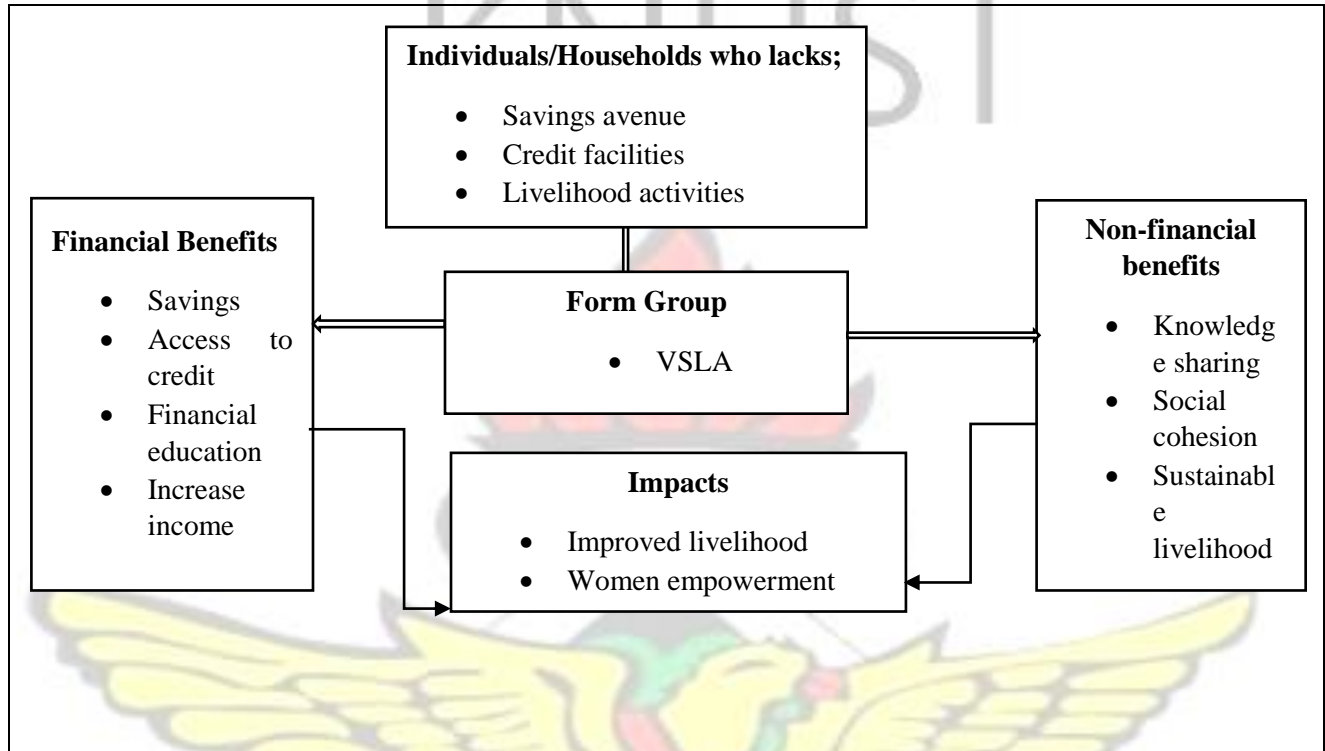 KNUST
Individuals/Households who lacks;
• Savings avenue
• Credit facilities
• Livelihood activities
Financial Benefits
• Savings
• Access to
credit
• Financial
education
• Increase
income
Form Group
• VSLA
Non-financial
benefits
• Knowledg
e sharing
• Social
cohesion
• Sustainabl
e
livelihood
Impacts
• Improved livelihood
• Women empowerment